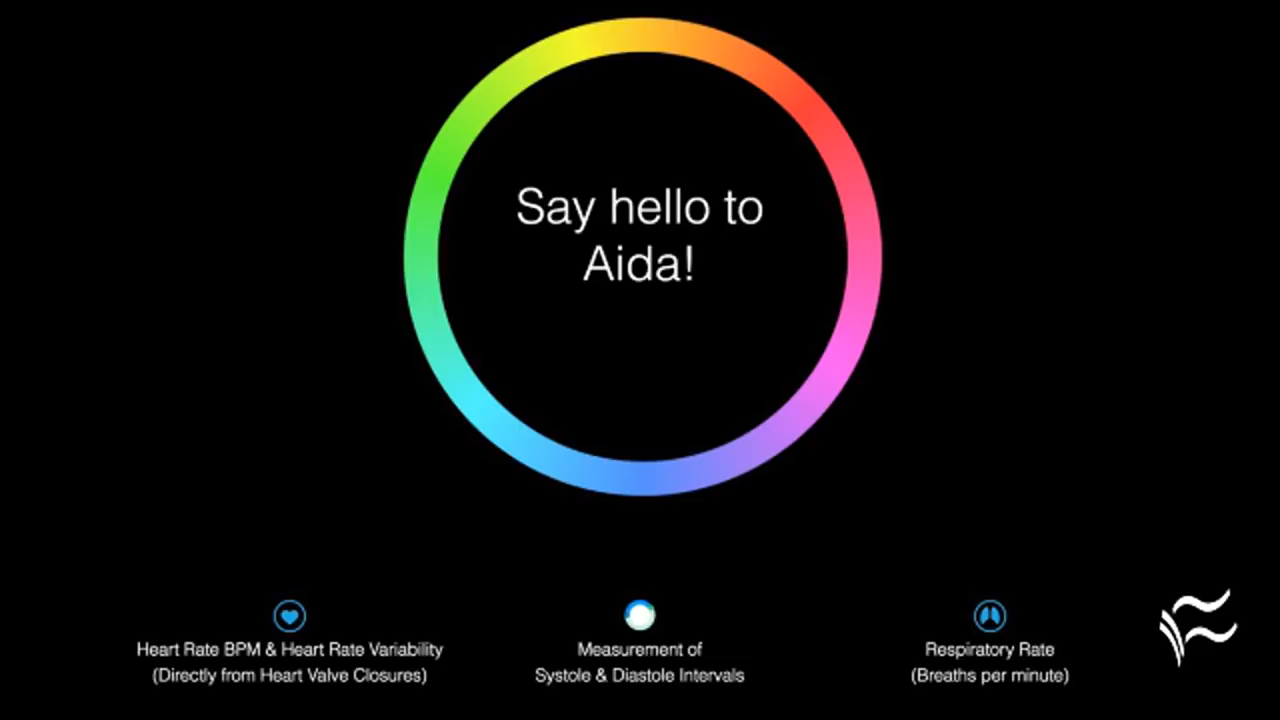 Say hello to
Aida!
Heart Rate BPM & Heart Rate Variability
(Directly from Heart Valve Closures)
Measurement of
Systole & Diastole Intervals
Respiratory Rate
(Breaths per minute)